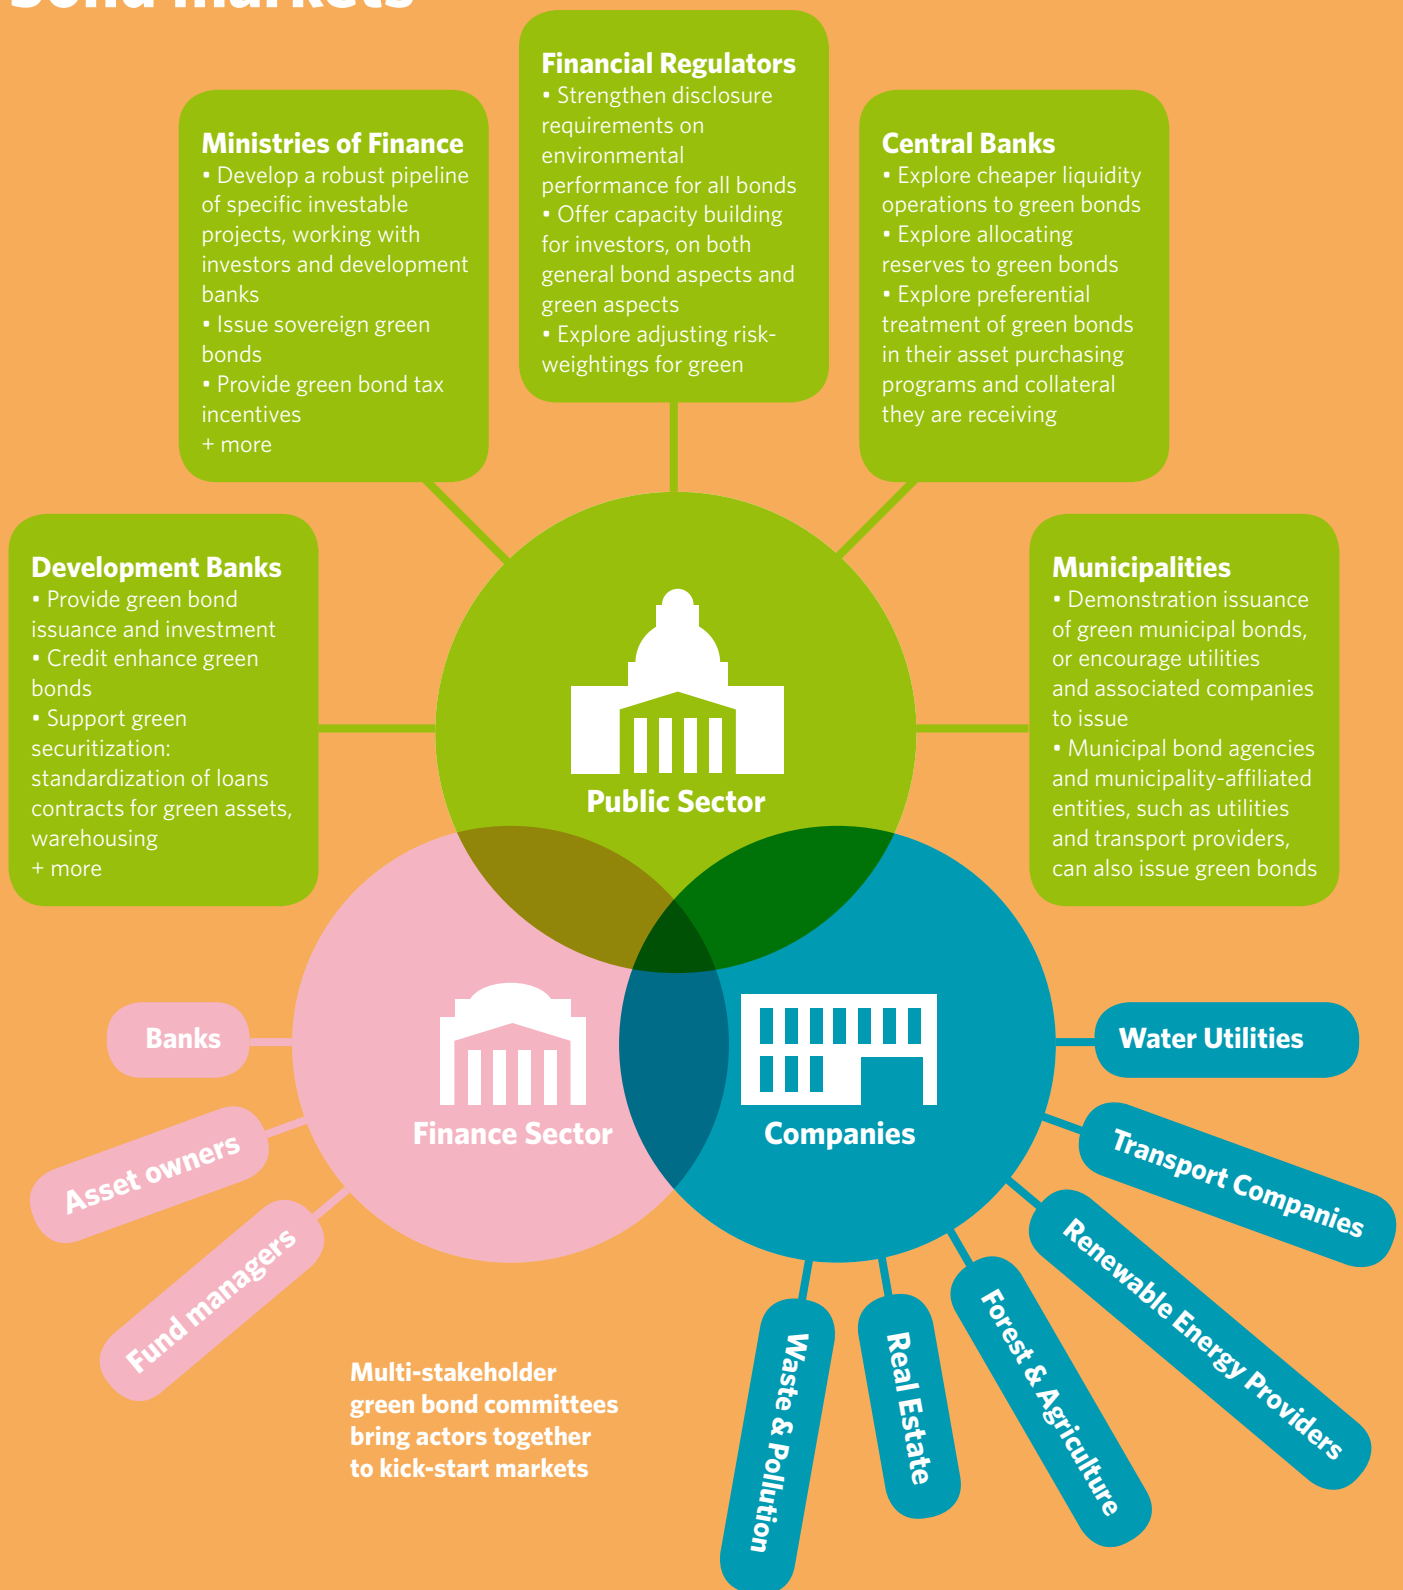 bond markets
Financial Regulators
• Strengthen disclosure
requirements on
environmental
performance for all bonds
• Offer capacity building
for investors, on both
general bond aspects and
green aspects
• Explore adjusting risk-
weightings for green
Ministries of Finance
• Develop a robust pipeline
of specific investable
projects, working with
investors and development
banks
• Issue sovereign green
bonds
• Provide green bond tax
incentives
+ more
Central Banks
• Explore cheaper liquidity
operations to green bonds
• Explore allocating
reserves to green bonds
• Explore preferential
treatment of green bonds
in their asset purchasing
programs and collateral
they are receiving
Development Banks
• Provide green bond
issuance and investment
• Credit enhance green
bonds
• Support green
securitization:
standardization of loans
contracts for green assets,
warehousing
+ more
Municipalities
• Demonstration issuance
of green municipal bonds,
or encourage utilities
and associated companies
to issue
• Municipal bond agencies
and municipality-affiliated
entities, such as utilities
and transport providers,
can also issue green bonds
Public Sector
Finance Sector
Companies
Banks
Asset owners
Fund managers
Water Utilities
Transport Companies
Renewable Energy Providers
Forest & Agriculture
Real Estate
Waste & Pollution
Multi-stakeholder
green bond committees
bring actors together
to kick-start markets